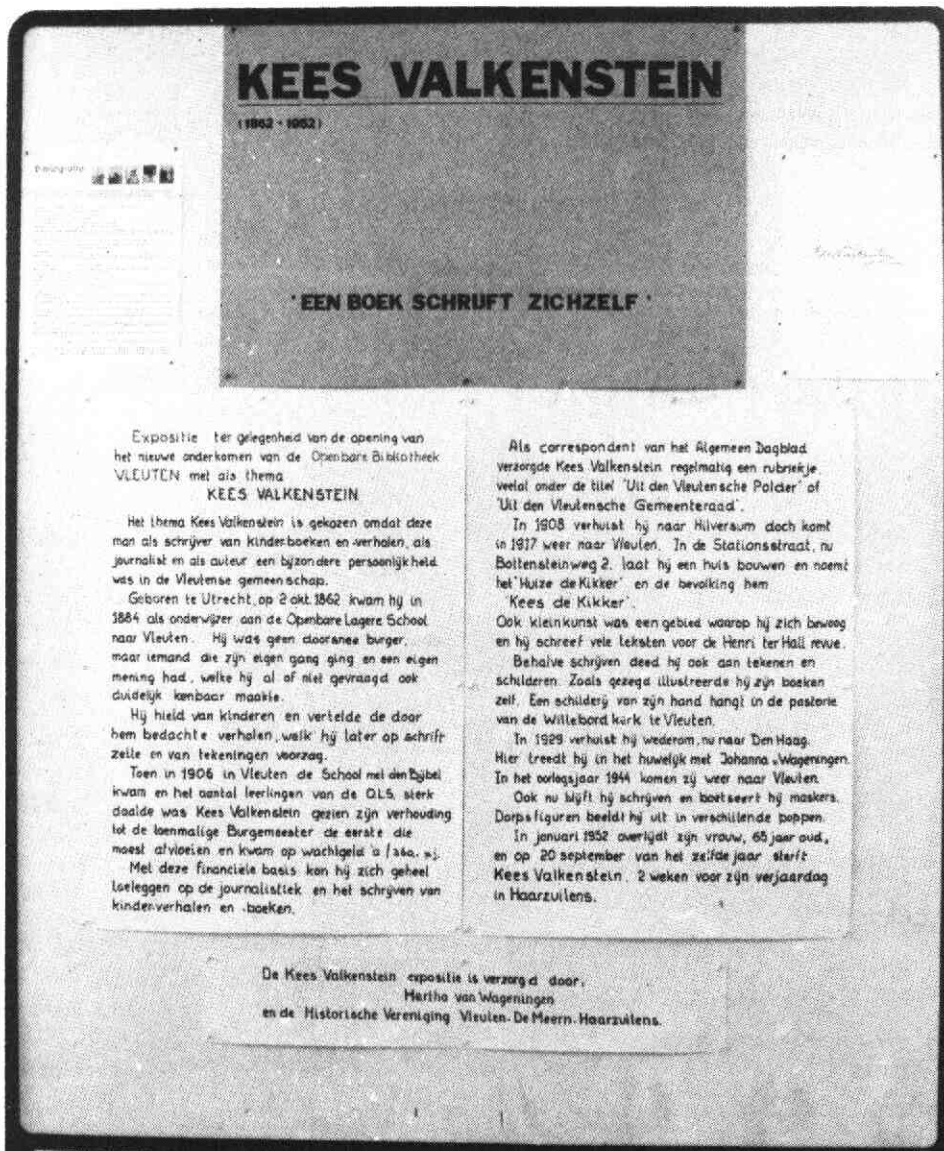 KEES VALKENSTEIN
(1862 - 1952)
' EEN BOEK SCHRIJFT ZICHZELF '
Expositie ter gelegenheid van de opening van
het nieuwe onderkomen van de Openbare Bibliotheek
VLEUTEN met als thema
KEES VALKENSTEIN
Het thema Kees Valkenstein is gekozen omdat deze
man als schrijver van kinderboeken en -verhalen, als
journalist en als auteur een bijzondere persoonlijkheid
was in de Vleutense gemeenschap.
Geboren te Utrecht, op 2 okt. 1862 kwam hij in
1884 als onderwijzer aan de Openbare Lagere School
naar Vleuten. Hij was geen doorsnee burger,
maar iemand die zijn eigen gang ging en een eigen
mening had, welke hij al of niet gevraagd ook
duidelijk kenbaar maakte.
Hij hield van kinderen en vertelde de door
hem bedachte verhalen, welk hij later op schrift
zette en van tekeningen voorzag.
Toen in 1906 in Vleuten de School met den Bijbel
kwam en het aantal leerlingen van de O.L.S. sterk
daalde was Kees Valkenstein gezien zijn verhouding
tot de toenmalige Burgemeester de eerste die
moest afvloeien en kwam op wachtgeld
Met deze financiele basis kon hij zich geheel
toeleggen op de journalistiek en het schrijven van
kinderverhalen en -boeken.
Als correspondent van het Algemeen Dagblad
verzorgde Kees Valkenstein regelmatig een rubriekje,
veelal onder de titel 'Uit den Vleutensche Polder' of
'Uit den Vleutensche Gemeenteraad'.
In 1908 verhuist hij naar Hilversum doch komt
in 1917 weer naar Vleuten. In de Stationsstraat, nu
Bottensteinweg 2, laat hij een huis bouwen en noemt
het 'Huize de Kikker' en de bevolking hem
'Kees de Kikker'.
Ook kleinkunst was een gebied waarop hij zich bewoog
en hij schreef vele teksten voor de Henri ter Hall revue.
Behalve schrijven deed hij ook aan tekenen en
schilderen. Zoals gezegd illustreerde hij zijn boeken
zelf. Een schilderij van zijn hand hangt in de pastorie
van de Willebord kerk te Vleuten.
In 1929 verhuist hij wederom, nu naar Den Haag.
Hier treedt hij in het huwelijk met Johanna v. Wageningen.
In het oorlogsjaar 1944 komen zij weer naar Vleuten.
Ook nu blijft hij schrijven en boetseert hij maskers.
Dorpsfiguren beeldt hij uit in verschillende poppen.
In januari 1952 overlijdt zijn vrouw, 65 jaar oud,
en op 20 september van het zelfde jaar sterft
Kees Valkenstein, 2 weken voor zijn verjaardag
in Haarzuilens.
De Kees Valkenstein expositie is verzorgd door:
Martha van Wageningen
en de Historische Vereniging Vleuten-De Meern-Haarzuilens.